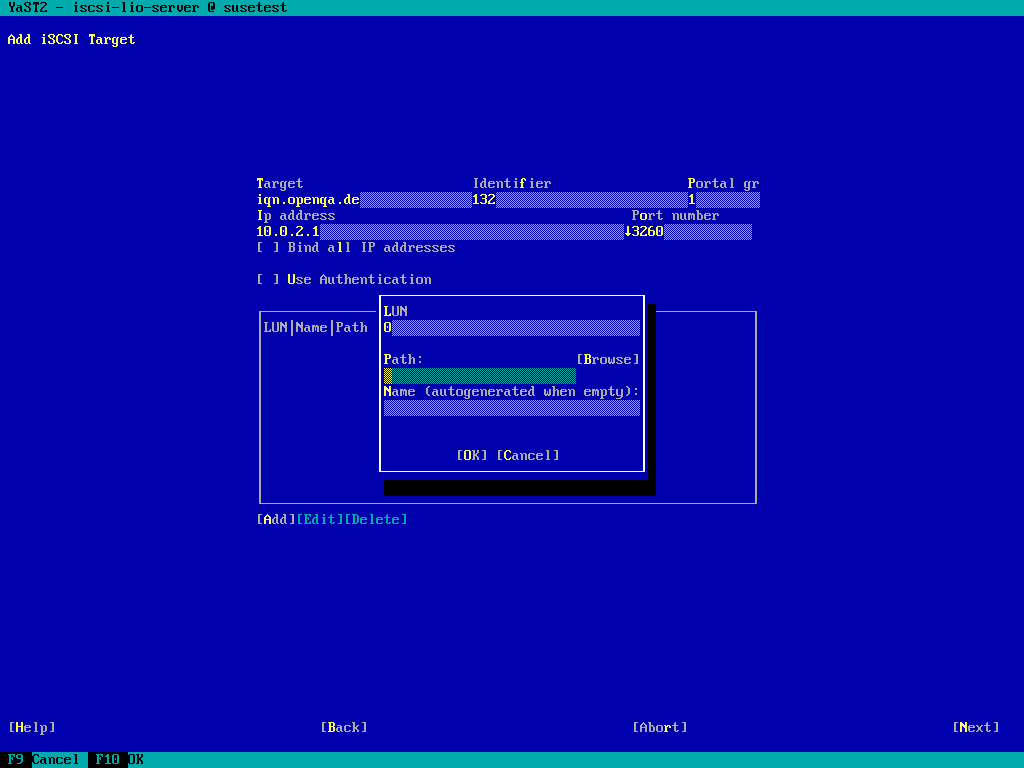 YaST2 - iscsi-lio-server @ susetest
Add iSCSI Target
Target Identifier Portal gr
iqn.openqa.de 132 1
Ip address Port number
10.0.2.1 ↓3260
[ ] Bind all IP addresses
[ ] Use Authentication
LUN
LUN|Name|Path 0
Path: [Browse]
Name (autogenerated when empty):
[OK] [Cancel]
[Add][Edit][Delete]
[Help] [Back] [Abort] [Next]
F9 Cancel F10 OK